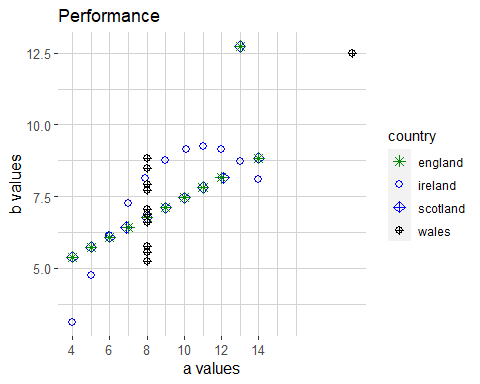 Performance
b values
12.5
10.0
7.5
5.0
4 6 8 10 12 14
a values
country
england
ireland
scotland
wales